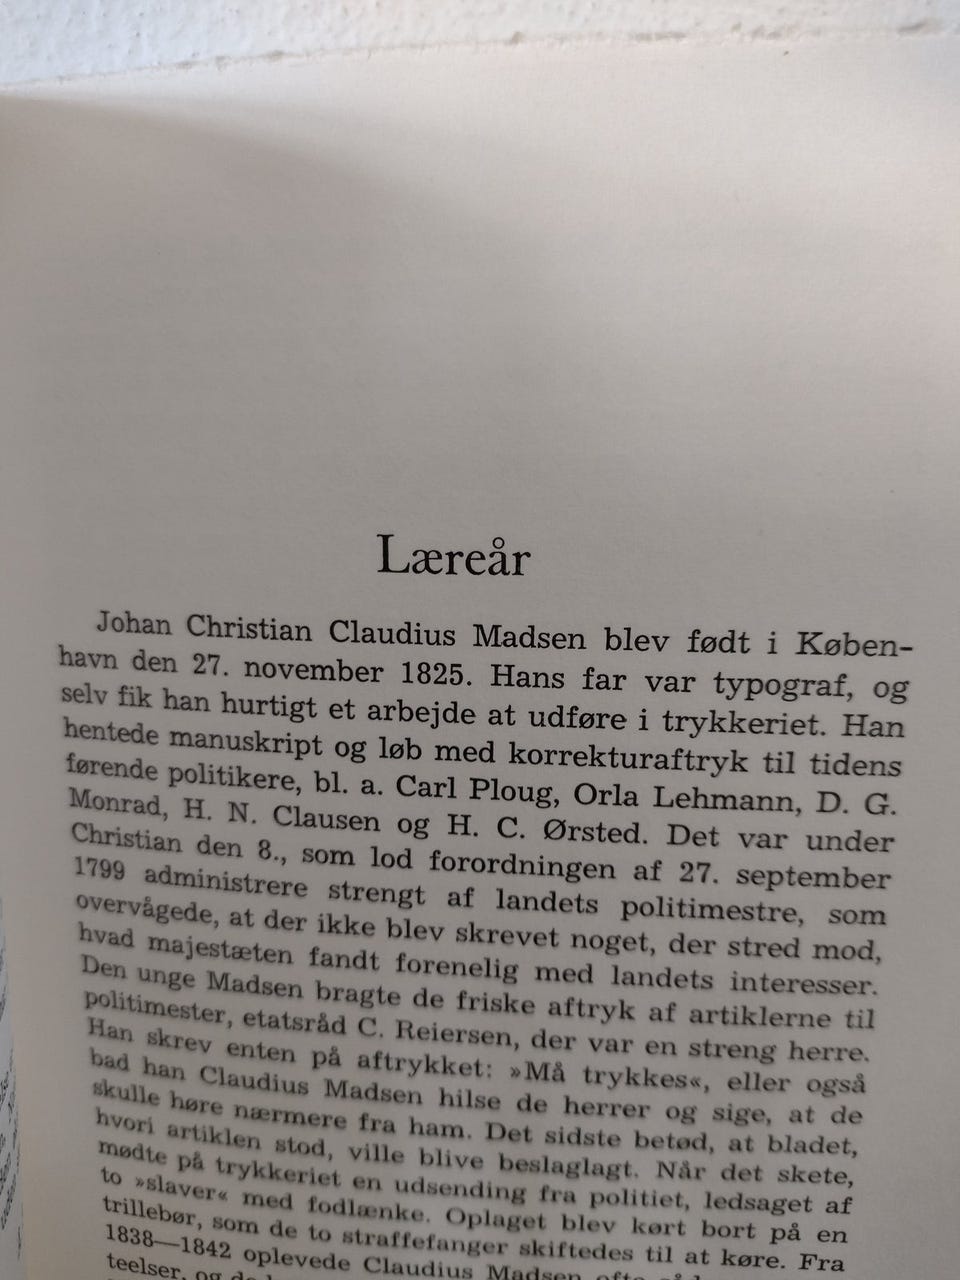 Læreår
Johan Christian Claudius Madsen blev født i Køben-
havn den 27. november 1825. Hans far var typograf, og
selv fik han hurtigt et arbejde at udføre i trykkeriet. Han
hentede manuskript og løb med korrekturaftryk til tidens
førende politikere, bl. a. Carl Ploug, Orla Lehmann, D. G.
Monrad, H. N. Clausen og H. C. Ørsted. Det var under
Christian den 8., som lod forordningen af 27. september
1799 administrere strengt af landets politimestre, som
overvågede, at der ikke blev skrevet noget, der stred mod,
hvad majestæten fandt forenelig med landets interesser.
Den unge Madsen bragte de friske aftryk af artiklerne til
politimester, etatsråd C. Reiersen, der var en streng herre.
Han skrev enten på aftrykket: »Må trykkes«, eller også
bad han Claudius Madsen hilse de herrer og sige, at de
skulle høre nærmere fra ham. Det sidste betød, at bladet,
hvori artiklen stod, ville blive beslaglagt. Når det skete,
mødte på trykkeriet en udsending fra politiet, ledsaget af
to »slaver« med fodlænke. Oplaget blev kørt bort på en
trillebør, som de to straffefanger skiftedes til at køre. Fra
1838—1842 oplevede Claudius Madsen ofte
teelser, og